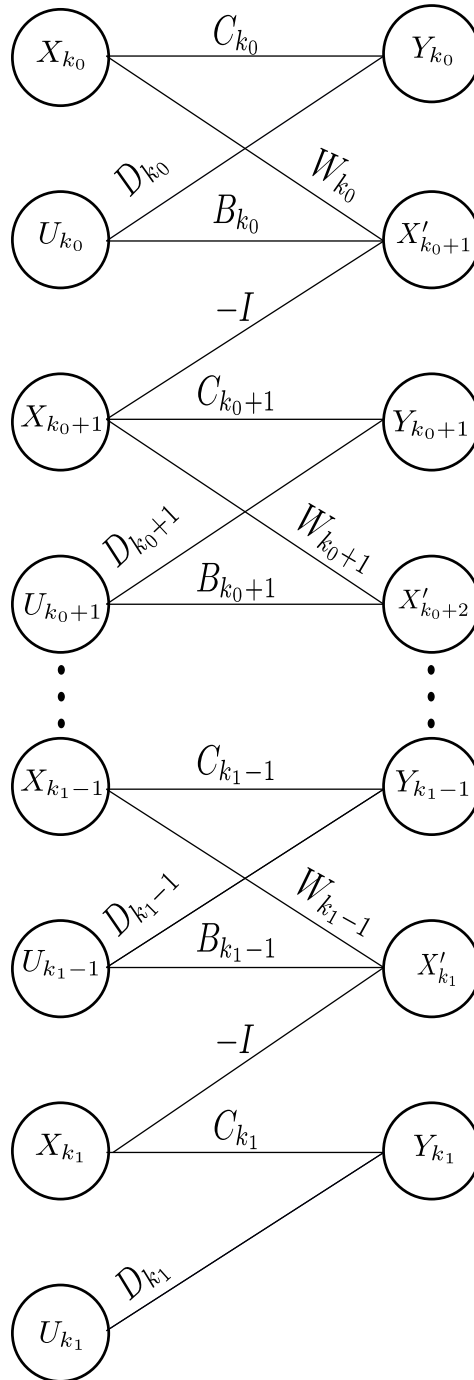 X_{k_0} C_{k_0} Y_{k_0}
D_{k_0} W_{k_0}
U_{k_0} B_{k_0} X'_{k_0+1}
-I
X_{k_0+1} C_{k_0+1} Y_{k_0+1}
D_{k_0+1} W_{k_0+1}
U_{k_0+1} B_{k_0+1} X'_{k_0+2}
X_{k_1-1} C_{k_1-1} Y_{k_1-1}
D_{k_1-1} W_{k_1-1}
U_{k_1-1} B_{k_1-1} X'_{k_1}
-I
X_{k_1} C_{k_1} Y_{k_1}
D_{k_1}
U_{k_1}